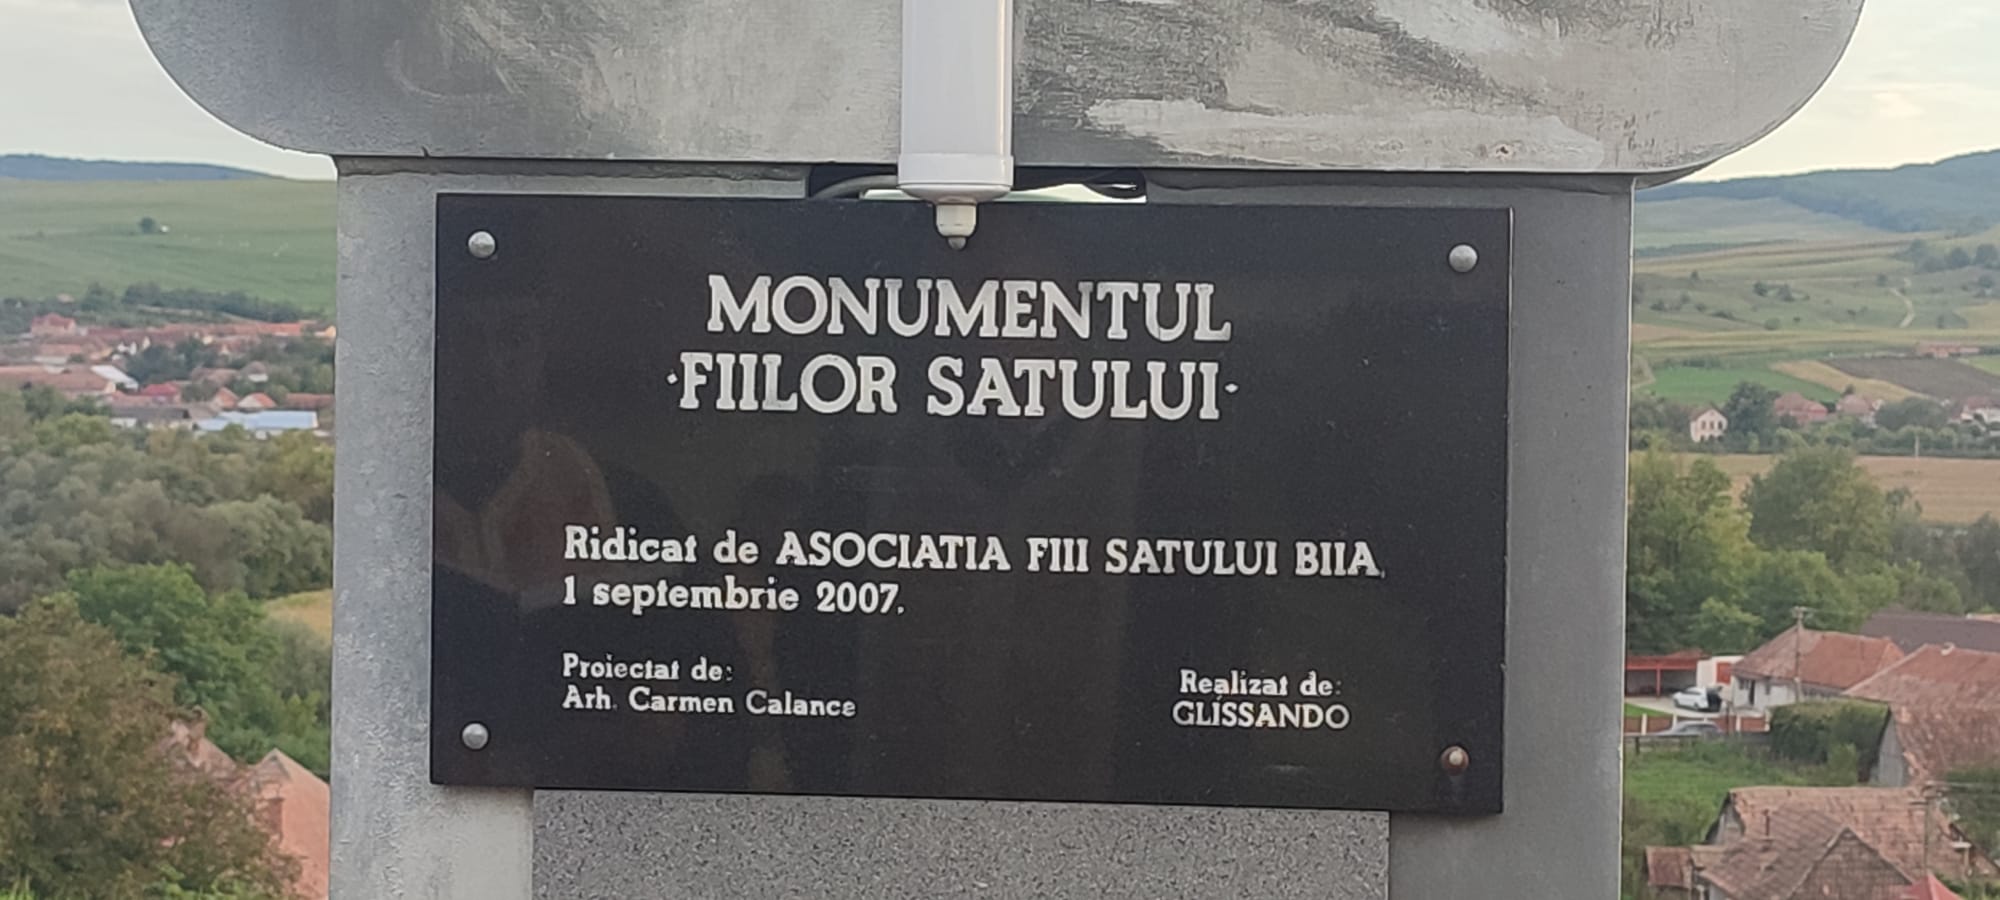 MONUMENTUL
·FIILOR SATULUI·
Ridicat de ASOCIATIA FIII SATULUI BIIA,
1 septembrie 2007.
Proiectat de:
Arh. Carmen Calance
Realizat de:
GLISSANDO